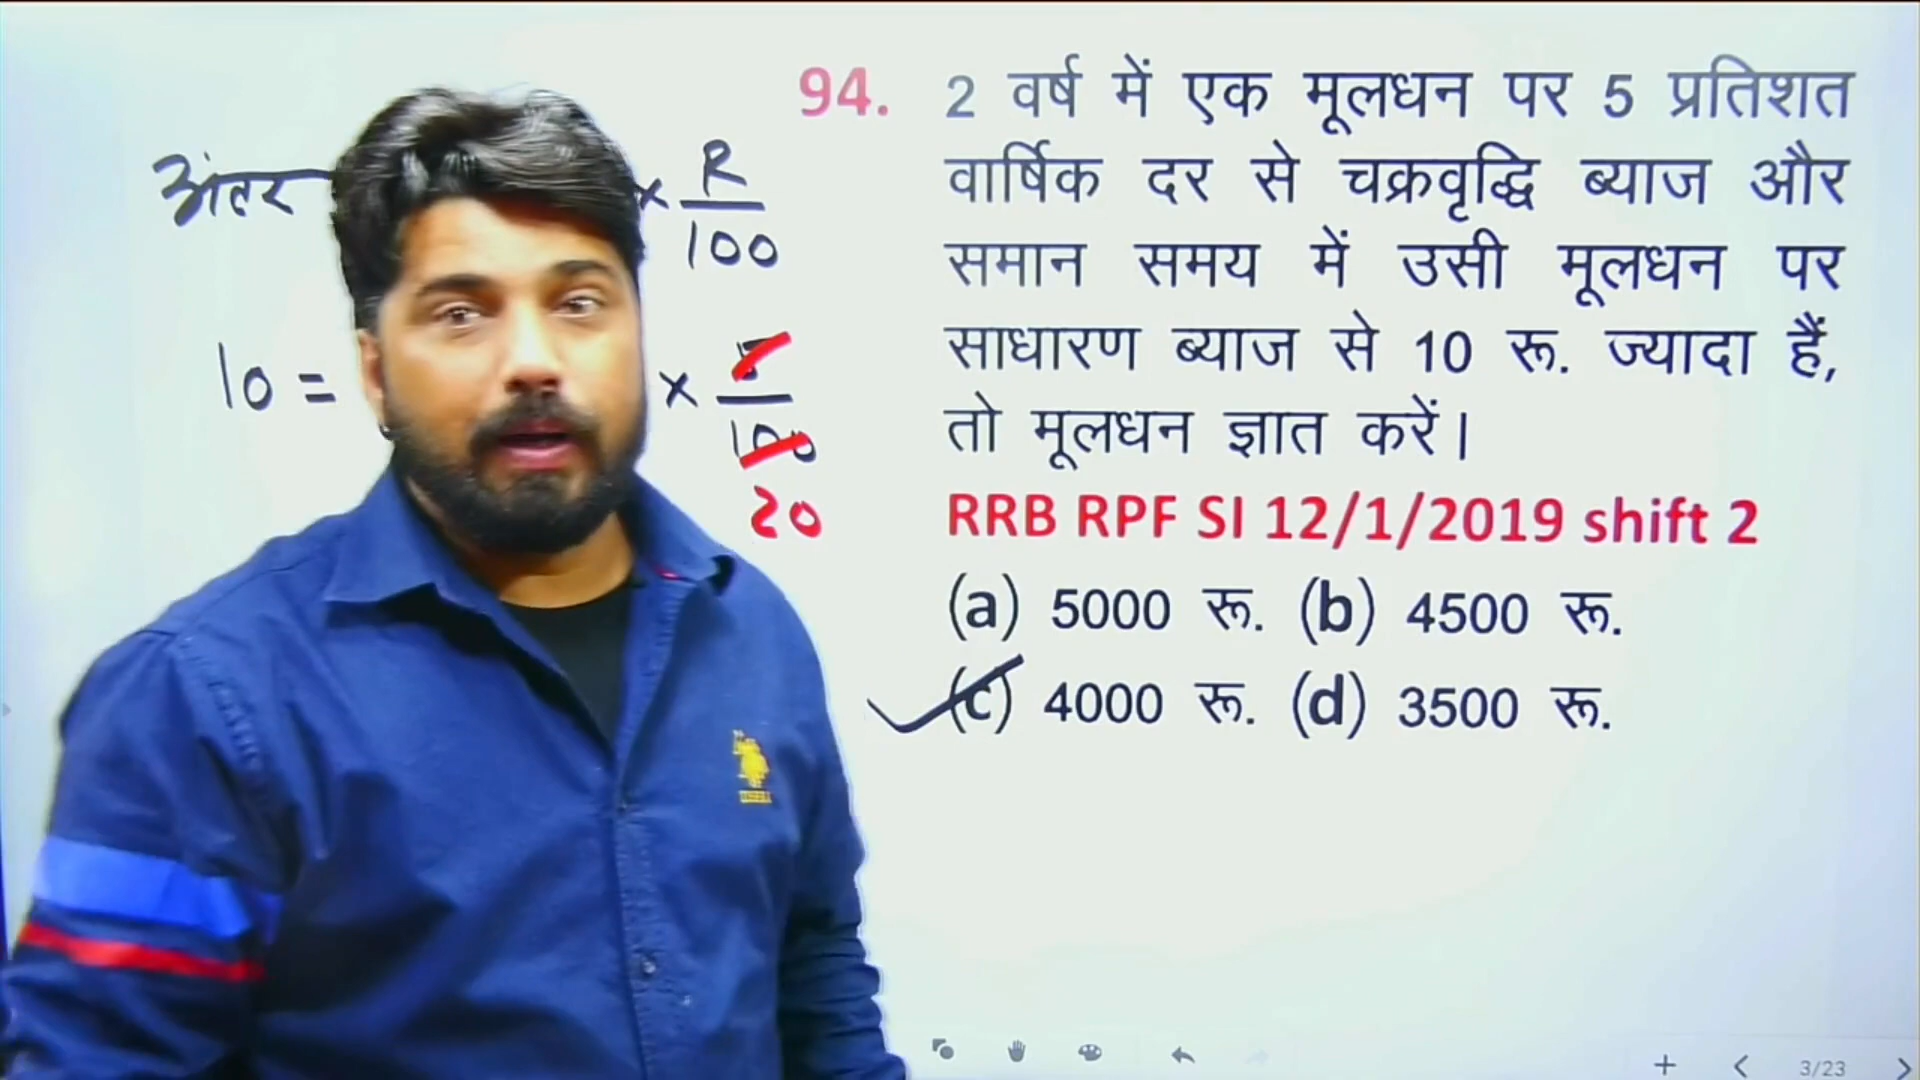 94. 2 वर्ष में एक मूलधन पर 5 प्रतिशत
वार्षिक दर से चक्रवृद्धि ब्याज और
समान समय में उसी मूलधन पर
साधारण ब्याज से 10 रू. ज्यादा हैं,
तो मूलधन ज्ञात करें।
RRB RPF SI 12/1/2019 shift 2
(a) 5000 रू. (b) 4500 रू.
(c) 4000 रू. (d) 3500 रू.
अंतर × R
100
10 = × 5
100
20
3/23